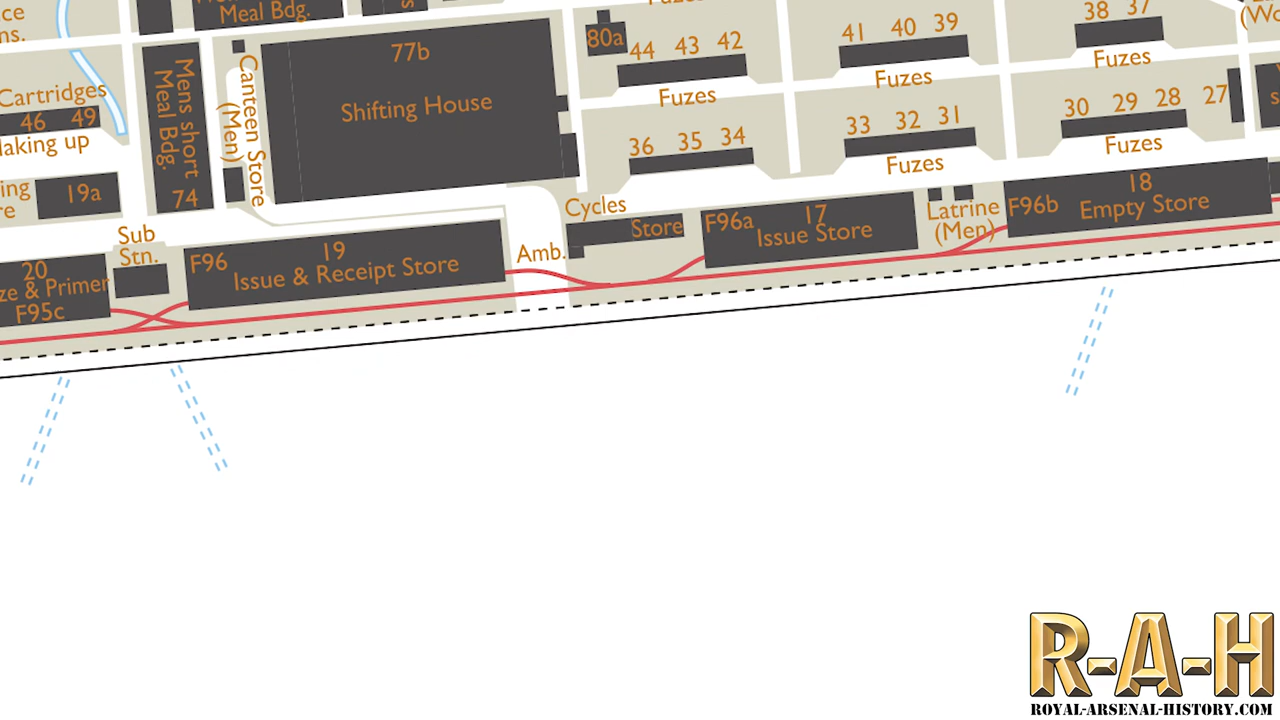 Meal Bdg.
Cartridges
46 49
19a
Mens short
Meal Bdg.
74
Canteen Store
(Men)
77b
Shifting House
80a
44 43 42
Fuzes
41 40 39
Fuzes
38 37
Fuzes
36 35 34
33 32 31
Fuzes
30 29 28 27
Fuzes
Sub
Stn.
20
& Primer
F95c
F96
19
Issue & Receipt Store
Amb.
Cycles
Store
F96a
17
Issue Store
Latrine
(Men)
F96b
18
Empty Store
R-A-H
ROYAL-ARSENAL-HISTORY.COM